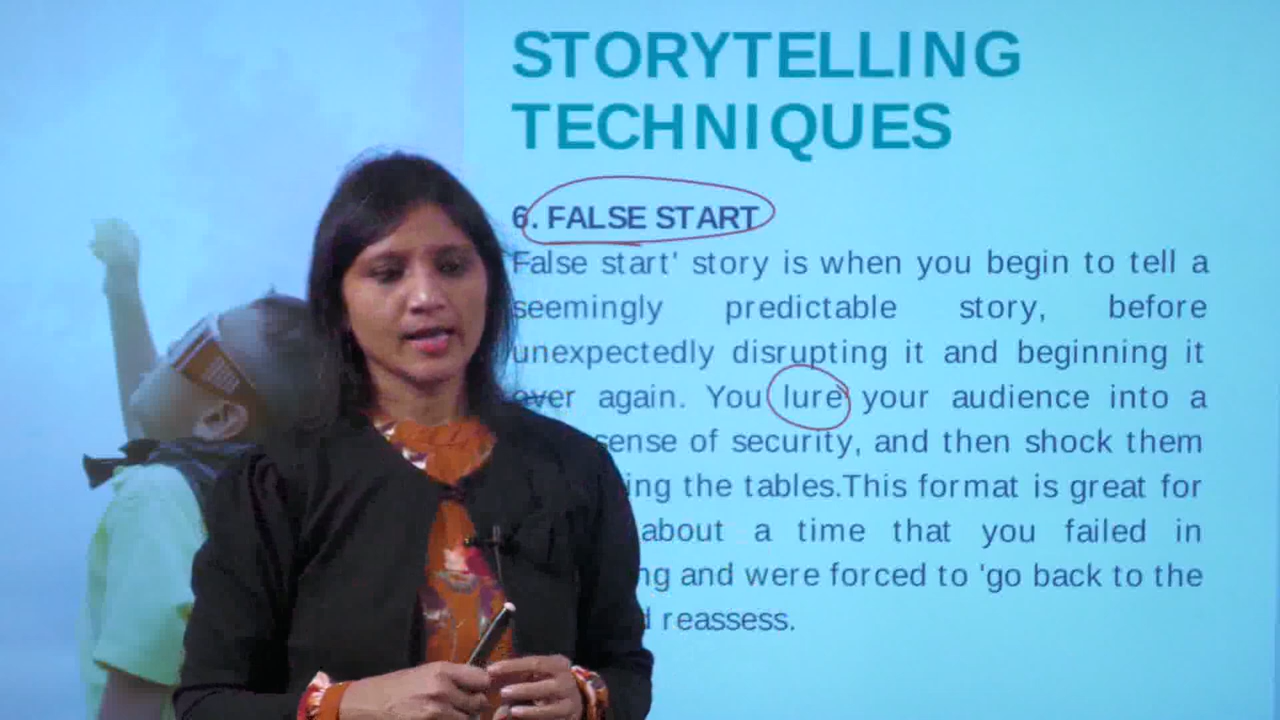 STORYTELLING
TECHNIQUES
6. FALSE START
False start' story is when you begin to tell a
seemingly predictable story, before
unexpectedly disrupting it and beginning it
over again. You lure your audience into a
sense of security, and then shock them
the tables.This format is great for
about a time that you failed in
and were forced to 'go back to the
reassess.